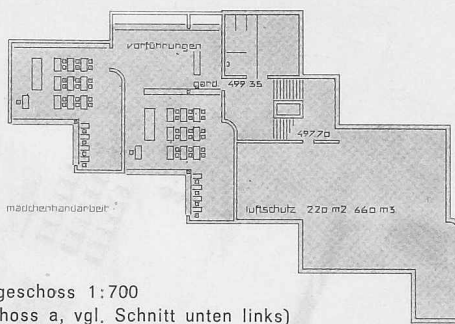 vorführungen
gard. 499.35
497.70
mädchenhandarbeit
luftschutz 220 m2 660 m3
geschoss 1:700
hoss a, vgl. Schnitt unten links)